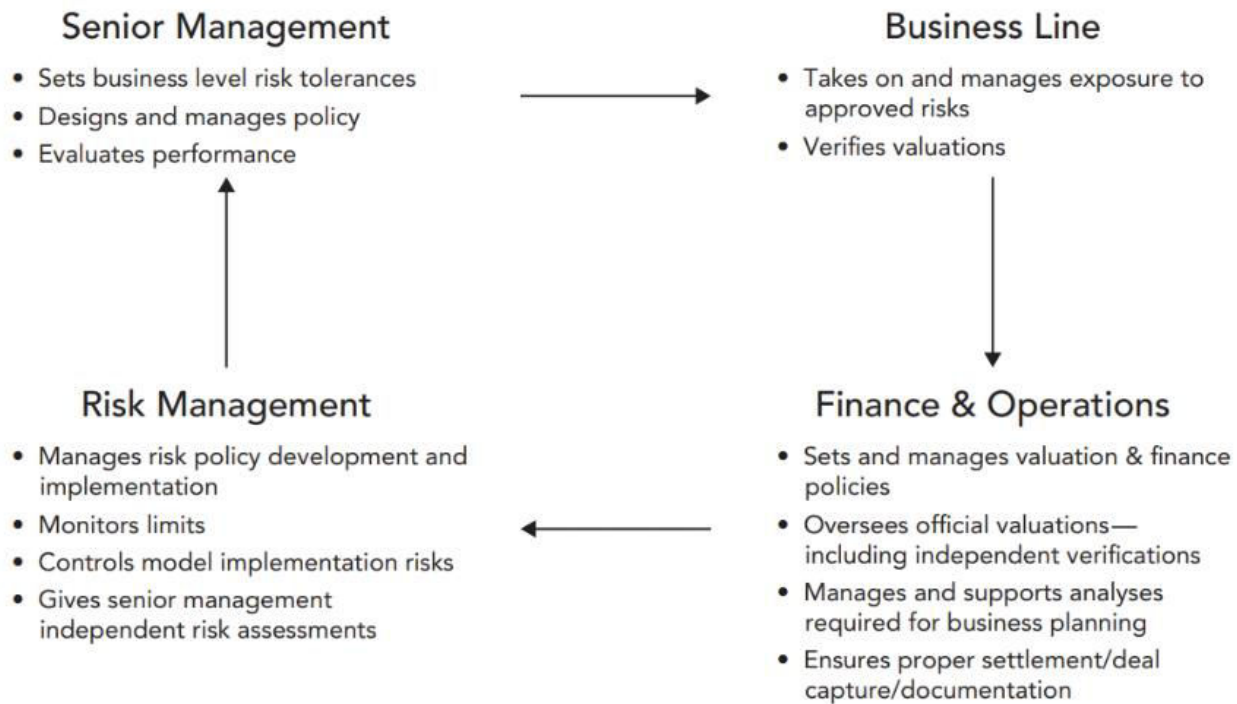 Senior Management
• Sets business level risk tolerances
• Designs and manages policy
• Evaluates performance
Business Line
• Takes on and manages exposure to
approved risks
• Verifies valuations
Risk Management
• Manages risk policy development and
implementation
• Monitors limits
• Controls model implementation risks
• Gives senior management
independent risk assessments
Finance & Operations
• Sets and manages valuation & finance
policies
• Oversees official valuations—
including independent verifications
• Manages and supports analyses
required for business planning
• Ensures proper settlement/deal
capture/documentation